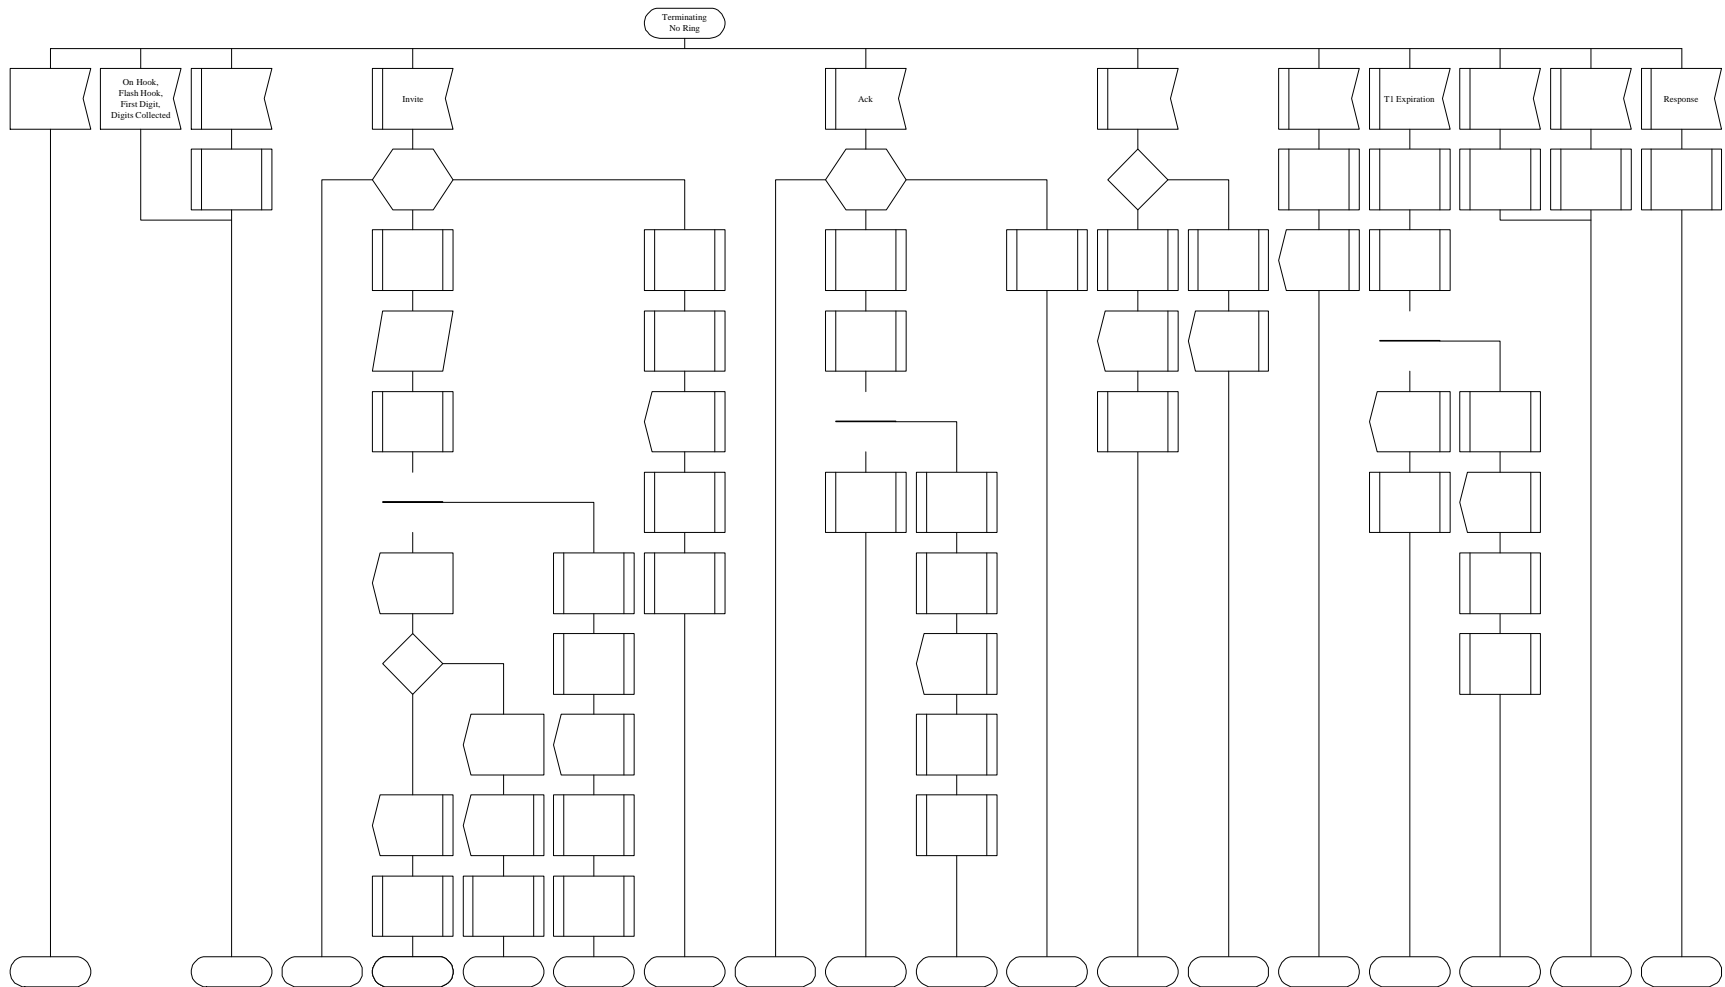 Terminating
No Ring
On Hook,
Flash Hook,
First Digit,
Digits Collected
Invite
Ack
T1 Expiration
Response